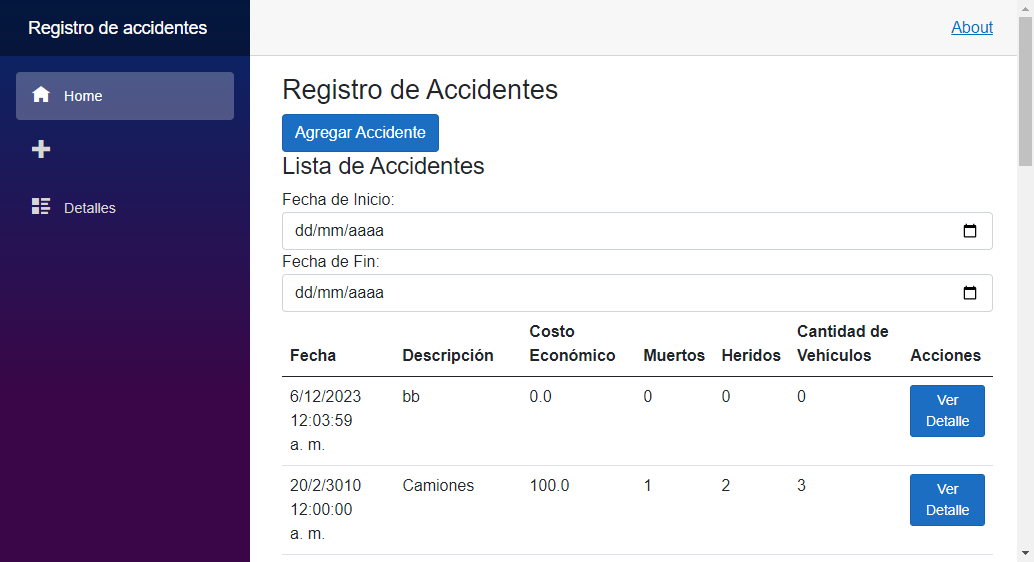 Registro de accidentes
About
Home
Detalles
Registro de Accidentes
Agregar Accidente
Lista de Accidentes
Fecha de Inicio:
dd/mm/aaaa
Fecha de Fin:
dd/mm/aaaa
Fecha Descripción Costo Económico Muertos Heridos Cantidad de Vehículos Acciones
6/12/2023 12:03:59 a. m. bb 0.0 0 0 0 Ver Detalle
20/2/3010 12:00:00 a. m. Camiones 100.0 1 2 3 Ver Detalle